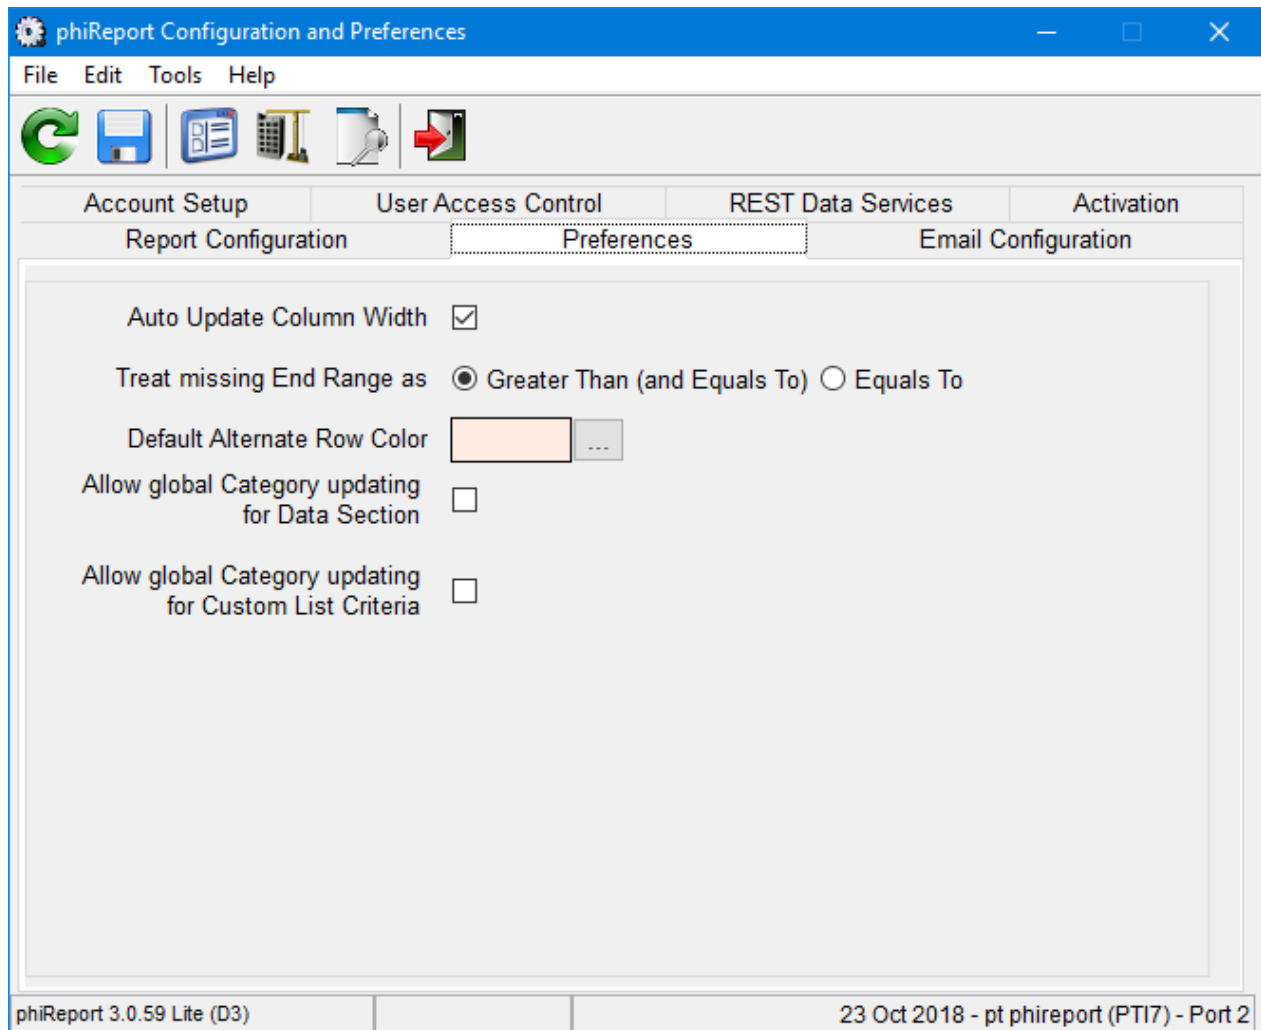 phiReport Configuration and Preferences
File Edit Tools Help
Account Setup User Access Control REST Data Services Activation
Report Configuration Preferences Email Configuration
Auto Update Column Width
Treat missing End Range as Greater Than (and Equals To) Equals To
Default Alternate Row Color ...
Allow global Category updating
for Data Section
Allow global Category updating
for Custom List Criteria
phiReport 3.0.59 Lite (D3) 23 Oct 2018 - pt phireport (PTI7) - Port 2